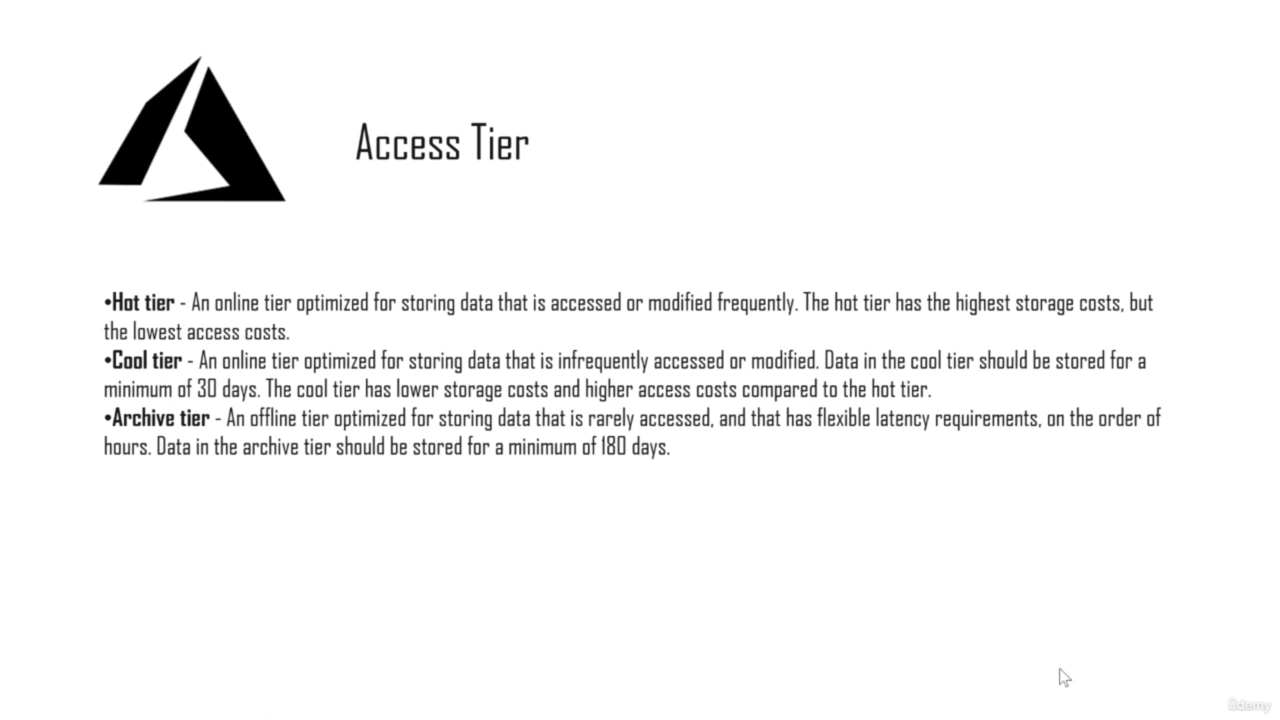 Access Tier
•Hot tier - An online tier optimized for storing data that is accessed or modified frequently. The hot tier has the highest storage costs, but
the lowest access costs.
•Cool tier - An online tier optimized for storing data that is infrequently accessed or modified. Data in the cool tier should be stored for a
minimum of 30 days. The cool tier has lower storage costs and higher access costs compared to the hot tier.
•Archive tier - An offline tier optimized for storing data that is rarely accessed, and that has flexible latency requirements, on the order of
hours. Data in the archive tier should be stored for a minimum of 180 days.
ûdemy